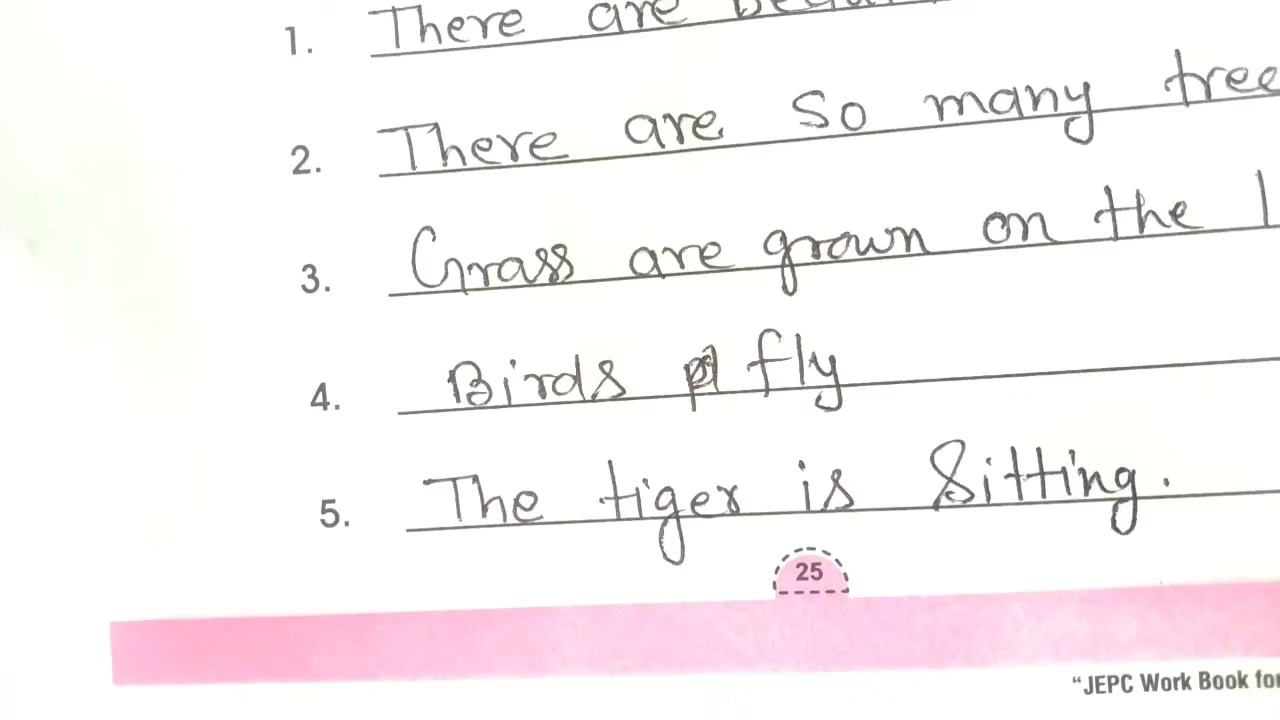 1. There are
2. There are so many tree
3. Grass are grown on the
4. Birds fly
5. The tiger is Sitting.
25
“JEPC Work Book for